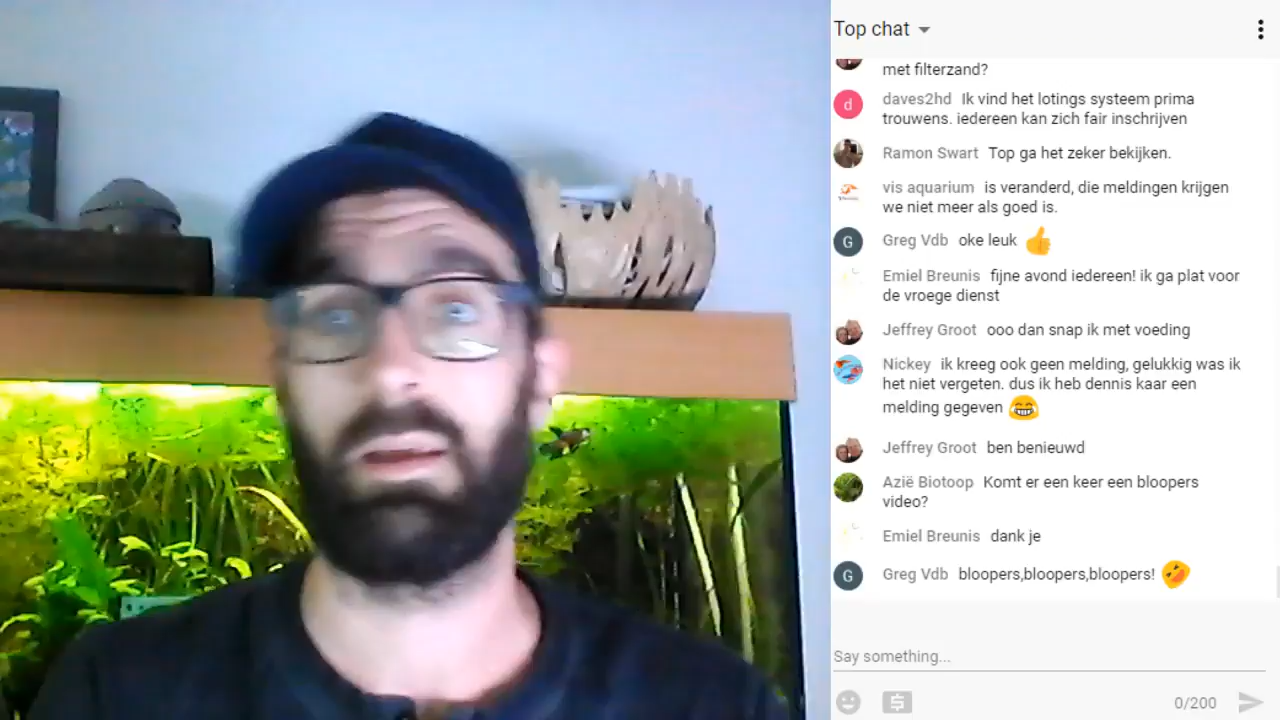 Top chat
met filterzand?
d
daves2hd Ik vind het lotings systeem prima
trouwens. iedereen kan zich fair inschrijven
Ramon Swart Top ga het zeker bekijken.
vis aquarium is veranderd, die meldingen krijgen
we niet meer als goed is.
G
Greg Vdb oke leuk 👍
Emiel Breunis fijne avond iedereen! ik ga plat voor
de vroege dienst
Jeffrey Groot ooo dan snap ik met voeding
Nickey ik kreeg ook geen melding, gelukkig was ik
het niet vergeten. dus ik heb dennis kaar een
melding gegeven 😂
Jeffrey Groot ben benieuwd
Azië Biotoop Komt er een keer een bloopers
video?
Emiel Breunis dank je
G
Greg Vdb bloopers,bloopers,bloopers! 🤣
Say something...
0/200